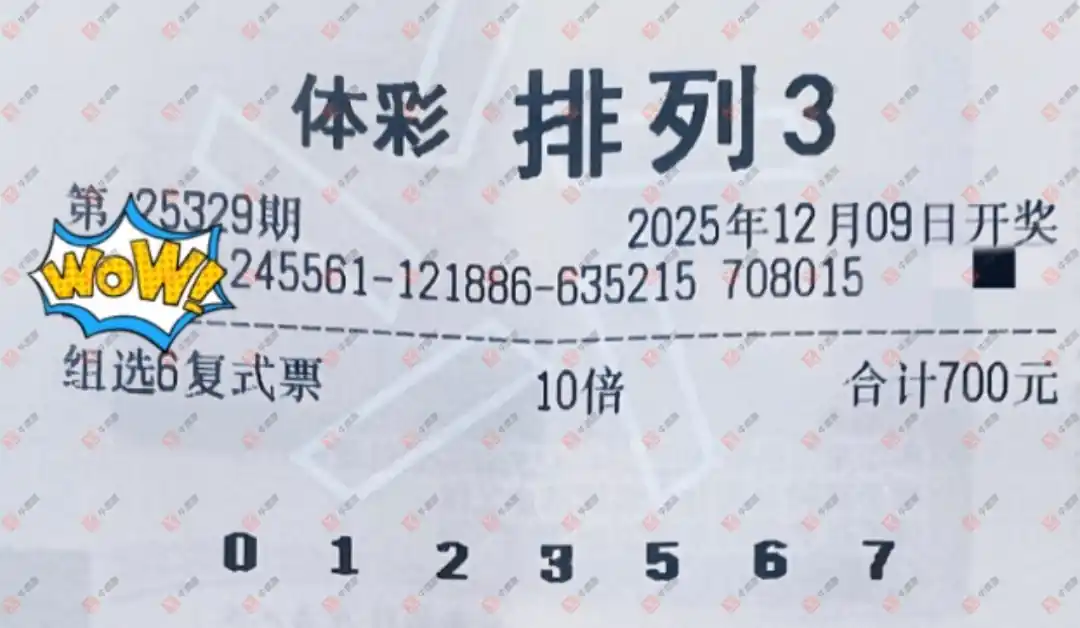 体彩 排列3
第25329期 2025年12月09日开奖
WOW!
245561-121886-635215 708015
组选6复式票 10倍 合计700元
0 1 2 3 5 6 7